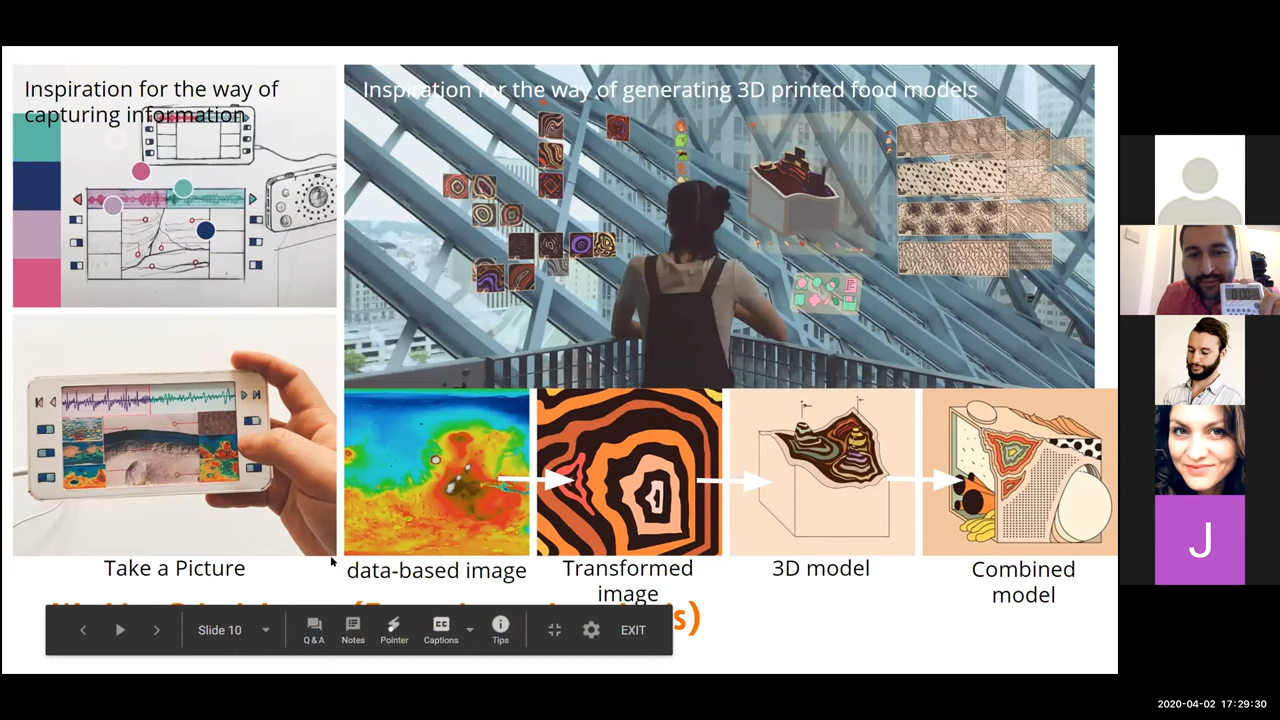 Inspiration for the way of
capturing information
Inspiration for the way of generating 3D printed food models
Take a Picture
data-based image
Transformed
image
3D model
Combined
model
s)
Slide 10
Q & A
Notes
Pointer
Captions
Tips
EXIT
J
2020-04-02 17:29:30